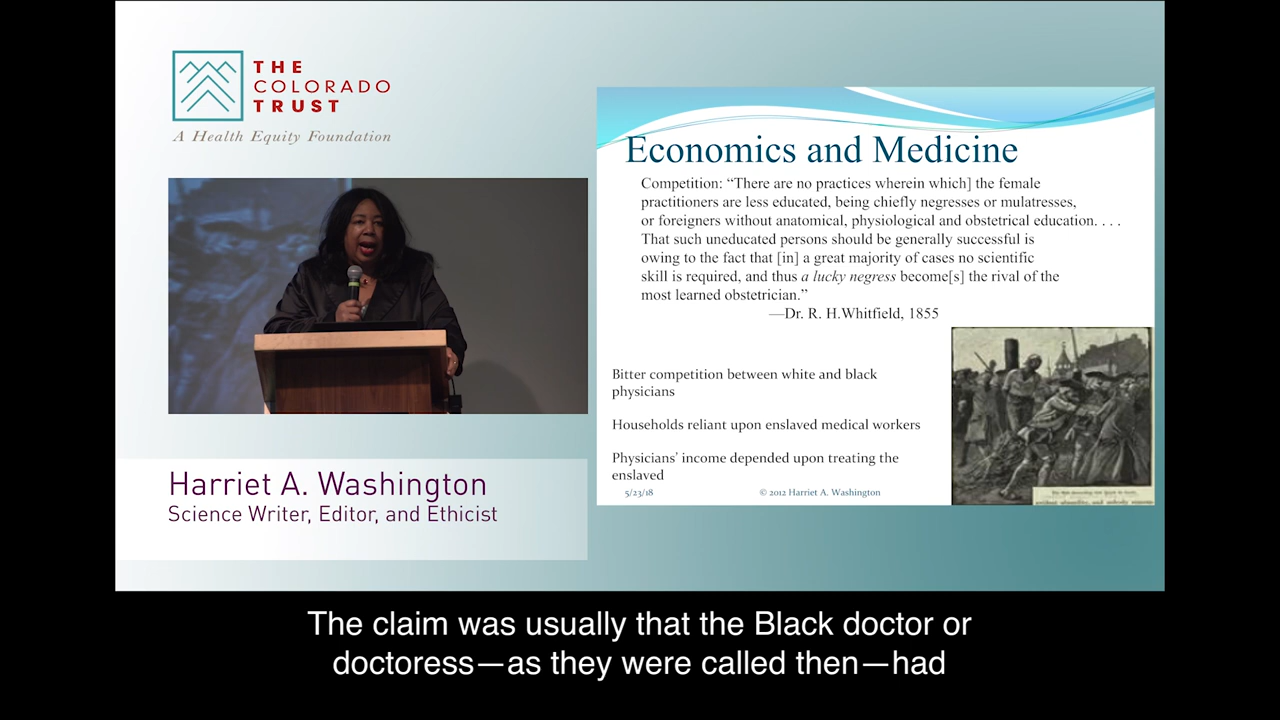 THE
COLORADO
TRUST
A Health Equity Foundation
Economics and Medicine
Competition: “There are no practices wherein which] the female
practitioners are less educated, being chiefly negresses or mulatresses,
or foreigners without anatomical, physiological and obstetrical education. . . .
That such uneducated persons should be generally successful is
owing to the fact that [in] a great majority of cases no scientific
skill is required, and thus a lucky negress become[s] the rival of the
most learned obstetrician.”
—Dr. R. H.Whitfield, 1855
Bitter competition between white and black
physicians
Households reliant upon enslaved medical workers
Physicians’ income depended upon treating the
enslaved
5/23/18
© 2012 Harriet A. Washington
Harriet A. Washington
Science Writer, Editor, and Ethicist
The claim was usually that the Black doctor or
doctoress—as they were called then—had